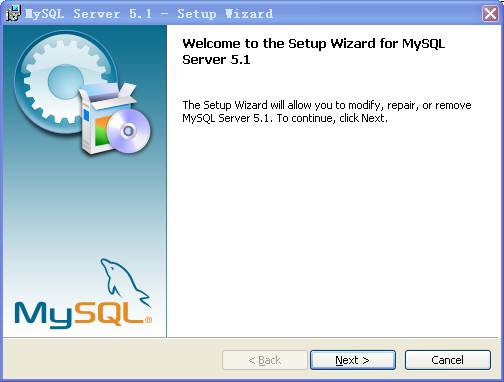 MySQL Server 5.1 - Setup Wizard
Welcome to the Setup Wizard for MySQL
Server 5.1
The Setup Wizard will allow you to modify, repair, or remove
MySQL Server 5.1. To continue, click Next.
MySQL®
< Back
Next >
Cancel